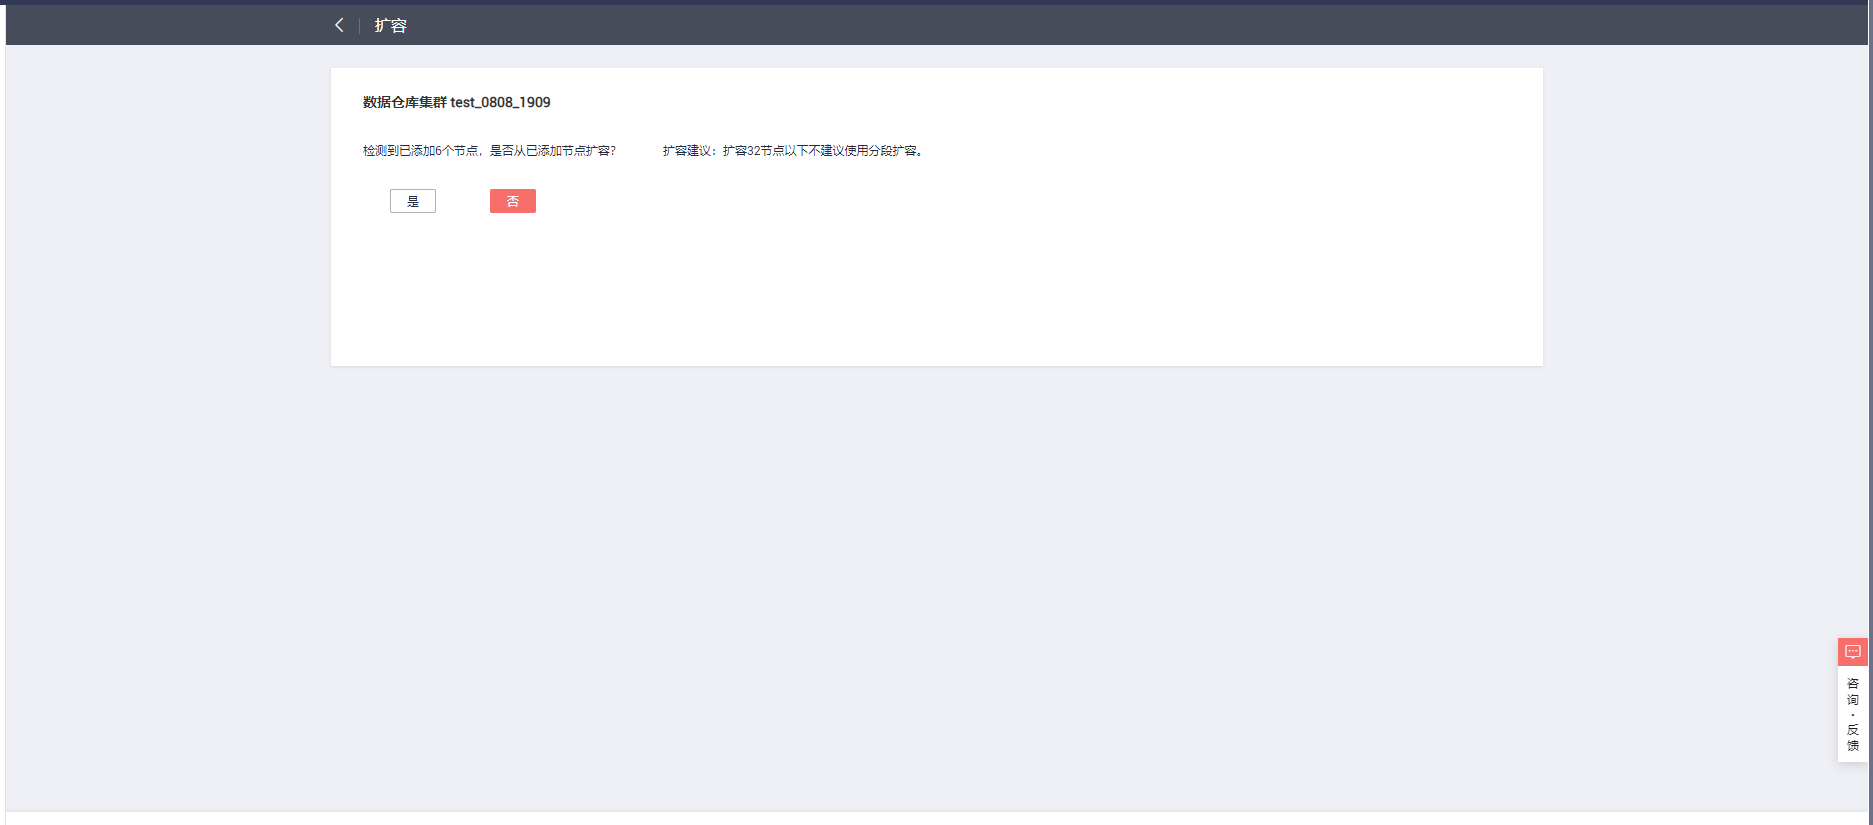 扩容
数据仓库集群 test_0808_1909
检测到已添加6个节点，是否从已添加节点扩容？ 扩容建议：扩容32节点以下不建议使用分段扩容。
是 否
咨询·反馈